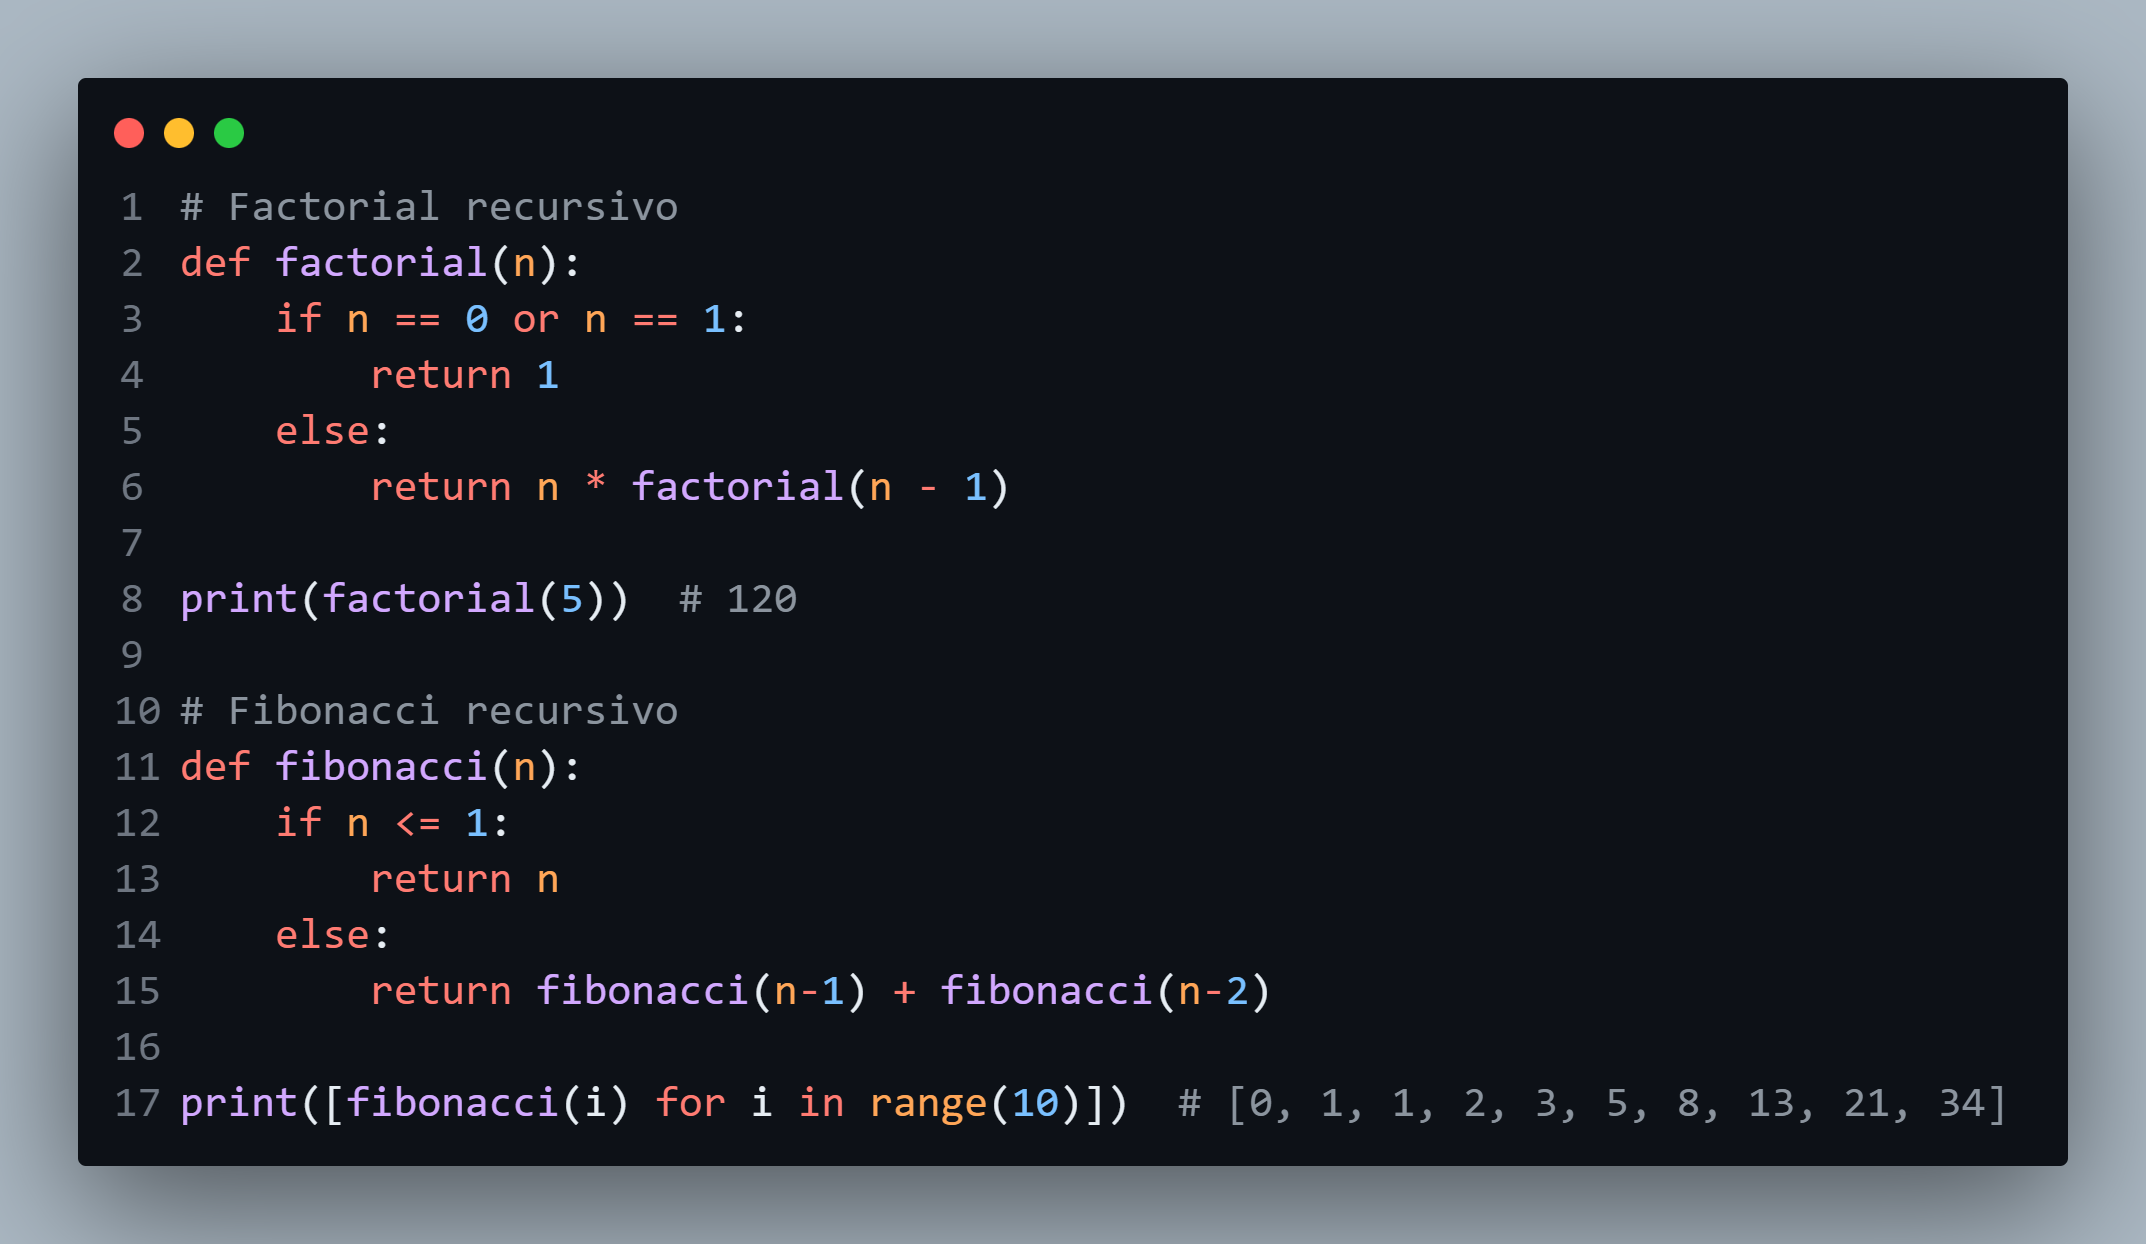 1 # Factorial recursivo
2 def factorial(n):
3     if n == 0 or n == 1:
4         return 1
5     else:
6         return n * factorial(n - 1)
7
8 print(factorial(5))  # 120
9
10 # Fibonacci recursivo
11 def fibonacci(n):
12     if n <= 1:
13         return n
14     else:
15         return fibonacci(n-1) + fibonacci(n-2)
16
17 print([fibonacci(i) for i in range(10)])  # [0, 1, 1, 2, 3, 5, 8, 13, 21, 34]